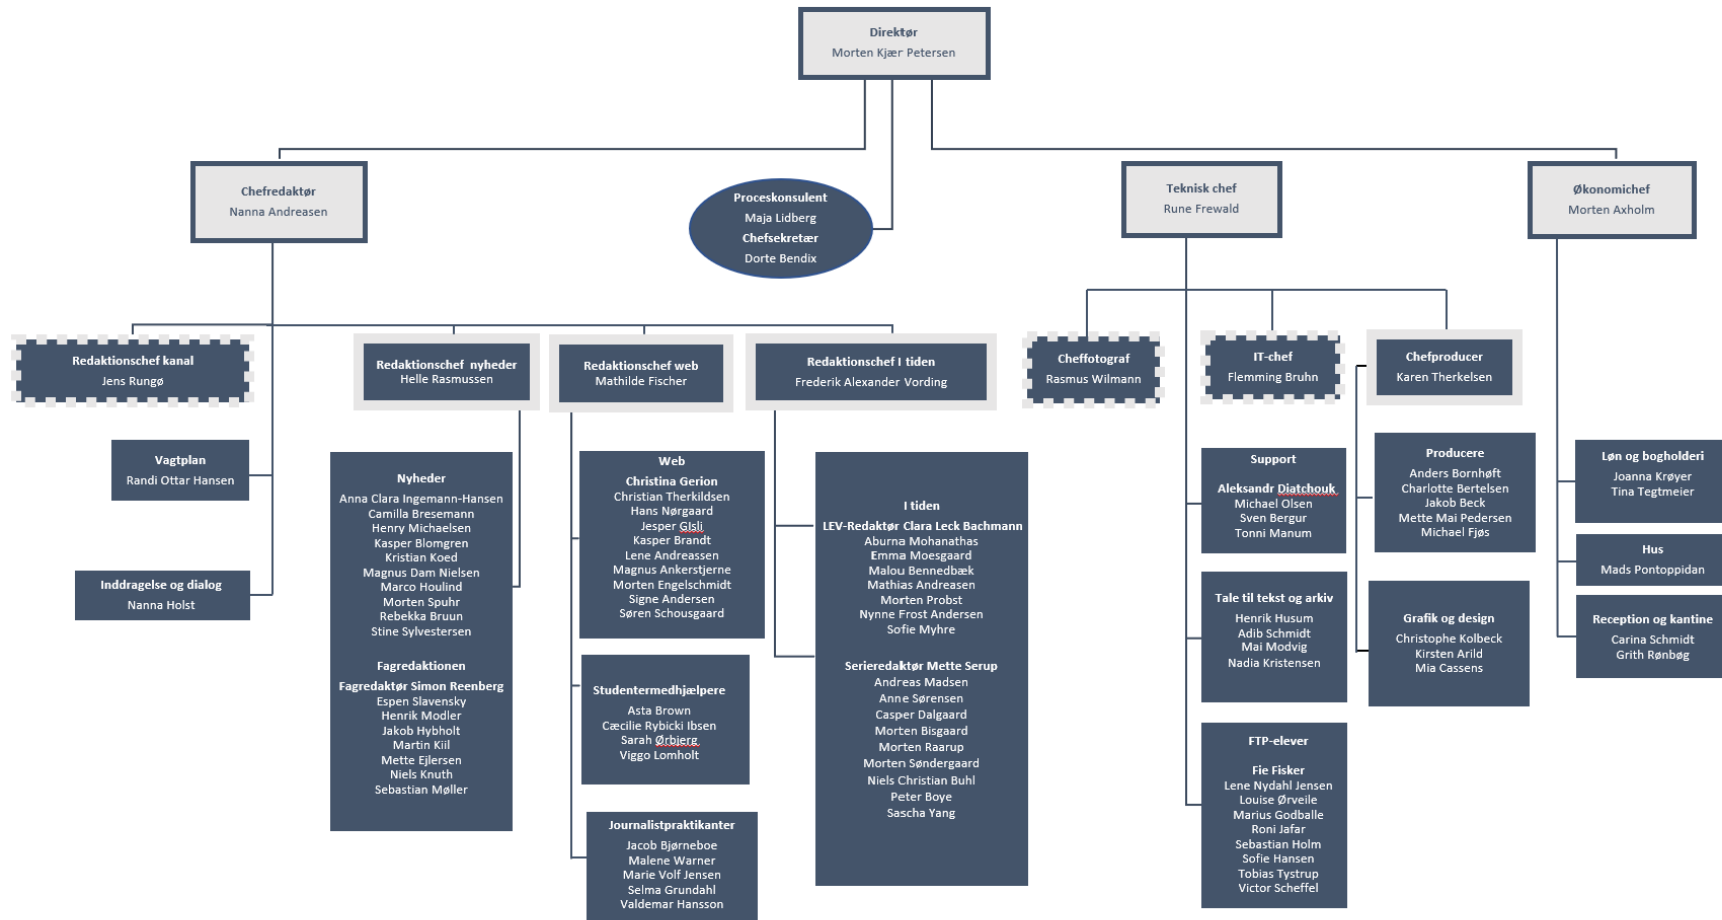 Direktør
Morten Kjær Petersen
Chefredaktør
Nanna Andreasen
Proceskonsulent
Maja Lidberg
Chefsekretær
Dorte Bendix
Teknisk chef
Rune Frewald
Økonomichef
Morten Axholm
Redaktionschef kanal
Jens Rungø
Redaktionschef nyheder
Helle Rasmussen
Redaktionschef web
Mathilde Fischer
Redaktionschef I tiden
Frederik Alexander Vording
Cheffotograf
Rasmus Wilmann
IT-chef
Flemming Bruhn
Chefproducer
Karen Therkelsen
Vagtplan
Randi Ottar Hansen
Inddragelse og dialog
Nanna Holst
Nyheder
Anna Clara Ingemann-Hansen
Camilla Bresemann
Henry Michaelsen
Kasper Blomgren
Kristian Koed
Magnus Dam Nielsen
Marco Houlind
Morten Spuhr
Rebekka Bruun
Stine Sylvestersen
Fagredaktionen
Fagredaktør Simon Reenberg
Espen Slavensky
Henrik Modler
Jakob Hybholt
Martin Kiil
Mette Ejlersen
Niels Knuth
Sebastian Møller
Web
Christina Gerion
Christian Therkildsen
Hans Nørgaard
Jesper GIsli
Kasper Brandt
Lene Andreassen
Magnus Ankerstjerne
Morten Engelschmidt
Signe Andersen
Søren Schousgaard
Studentermedhjælpere
Asta Brown
Cæcilie Rybicki Ibsen
Sarah Ørbjerg
Viggo Lomholt
Journalistpraktikanter
Jacob Bjørneboe
Malene Warner
Marie Volf Jensen
Selma Grundahl
Valdemar Hansson
I tiden
LEV-Redaktør Clara Leck Bachmann
Aburna Mohanathas
Emma Moesgaard
Malou Bennedbæk
Mathias Andreasen
Morten Probst
Nynne Frost Andersen
Sofie Myhre
Serieredaktør Mette Serup
Andreas Madsen
Anne Sørensen
Casper Dalgaard
Morten Bisgaard
Morten Raarup
Morten Søndergaard
Niels Christian Buhl
Peter Boye
Sascha Yang
Support
Aleksandr Diatchouk
Michael Olsen
Sven Bergur
Tonni Manum
Tale til tekst og arkiv
Henrik Husum
Adib Schmidt
Mai Modvig
Nadia Kristensen
FTP-elever
Fie Fisker
Lene Nydahl Jensen
Louise Ørveile
Marius Godballe
Roni Jafar
Sebastian Holm
Sofie Hansen
Tobias Tystrup
Victor Scheffel
Producere
Anders Bornhøft
Charlotte Bertelsen
Jakob Beck
Mette Mai Pedersen
Michael Fjøs
Grafik og design
Christophe Kolbeck
Kirsten Arild
Mia Cassens
Løn og bogholderi
Joanna Krøyer
Tina Tegtmeier
Hus
Mads Pontoppidan
Reception og kantine
Carina Schmidt
Grith Rønbøg